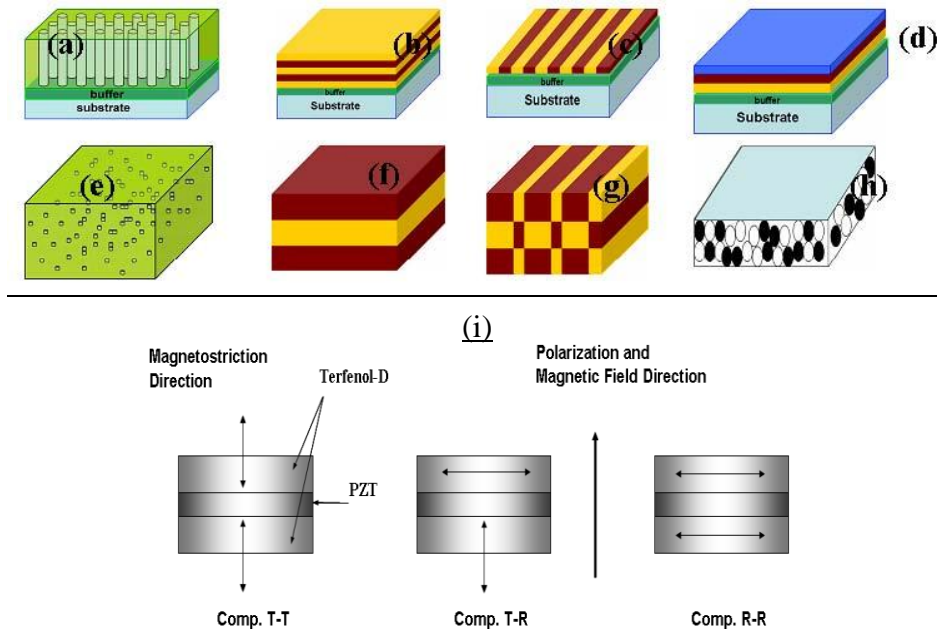 (a)
buffer
substrate
(b)
buffer
Substrate
(c)
buffer
Substrate
(d)
Substrate
(e)
(f)
(g)
(h)
(i)
Magnetostriction
Direction
Terfenol-D
PZT
Polarization and
Magnetic Field Direction
Comp. T-T
Comp. T-R
Comp. R-R